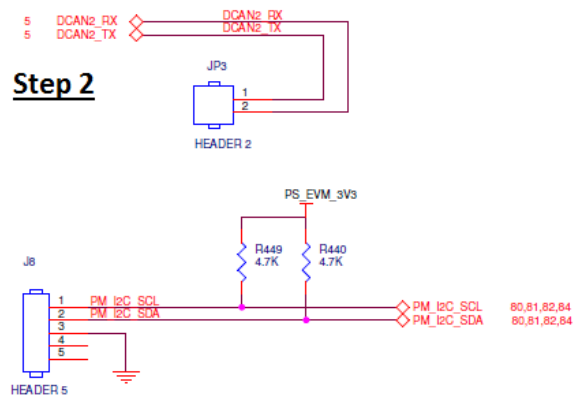 5 DCAN2_RX DCAN2_RX
5 DCAN2_TX DCAN2_TX
Step 2
JP3
1
2
HEADER 2
PS_EVM_3V3
J8
R449 R440
4.7K 4.7K
1 PM_I2C_SCL PM_I2C_SCL 80,81,82,84
2 PM_I2C_SDA PM_I2C_SDA 80,81,82,84
3
4
5
HEADER 5